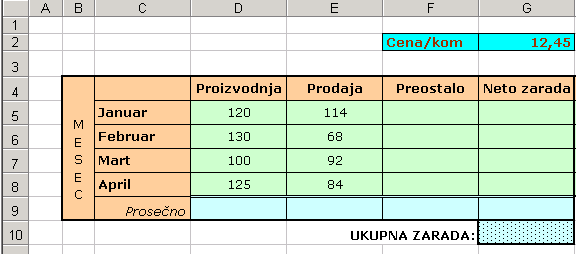 A B C D E F G
1
2 Cena/kom 12,45
3
4 Proizvodnja Prodaja Preostalo Neto zarada
5 Januar 120 114
6 Februar 130 68
7 Mart 100 92
8 April 125 84
MESEC
9 Prosečno
10 UKUPNA ZARADA: